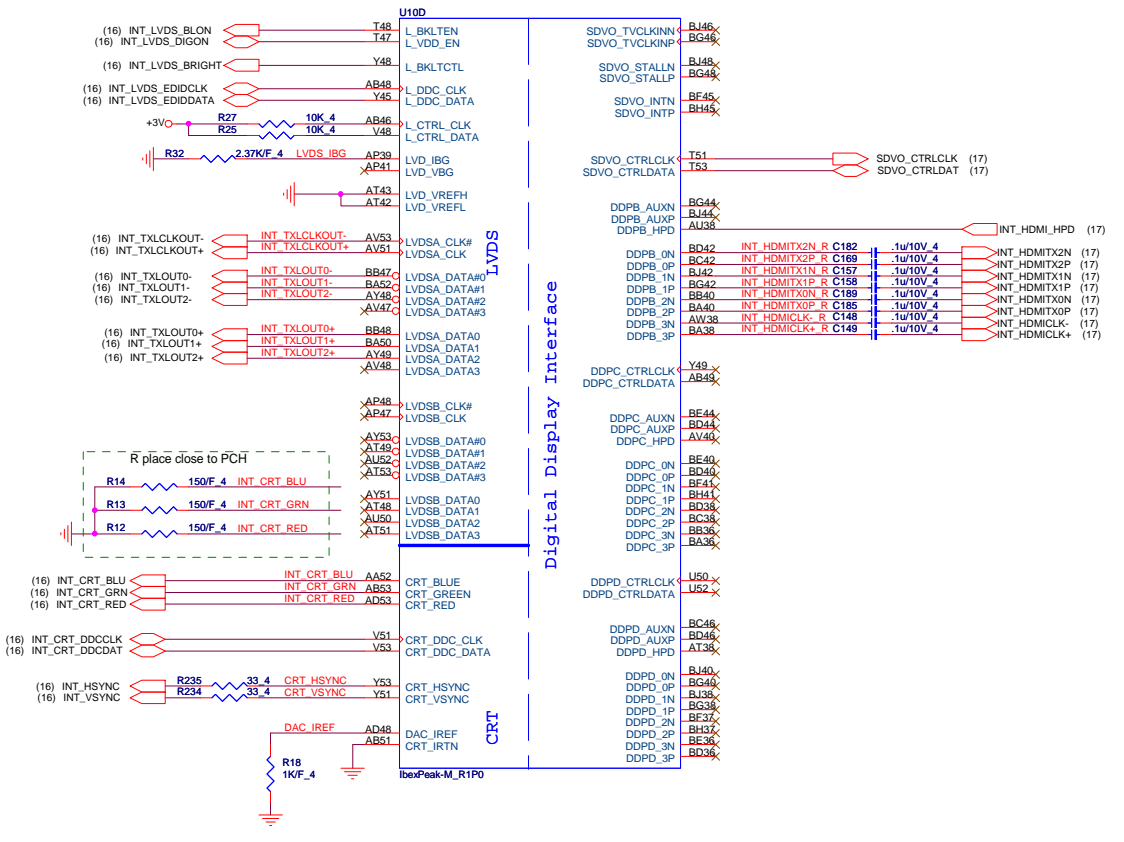 U10D
(16) INT_LVDS_BLON T48 L_BKLTEN
(16) INT_LVDS_DIGON T47 L_VDD_EN
(16) INT_LVDS_BRIGHT Y48 L_BKLTCTL
(16) INT_LVDS_EDIDCLK AB48 L_DDC_CLK
(16) INT_LVDS_EDIDDATA Y45 L_DDC_DATA
+3V R27 10K_4 AB46 L_CTRL_CLK
R25 10K_4 V48 L_CTRL_DATA
R32 2.37K/F_4 LVDS_IBG AP39 LVD_IBG
AP41 LVD_VBG
AT43 LVD_VREFH
AT42 LVD_VREFL
(16) INT_TXLCLKOUT- INT_TXLCLKOUT- AV53 LVDSA_CLK#
(16) INT_TXLCLKOUT+ INT_TXLCLKOUT+ AV51 LVDSA_CLK
(16) INT_TXLOUT0- INT_TXLOUT0- BB47 LVDSA_DATA#0
(16) INT_TXLOUT1- INT_TXLOUT1- BA52 LVDSA_DATA#1
(16) INT_TXLOUT2- INT_TXLOUT2- AY48 LVDSA_DATA#2
AV47 LVDSA_DATA#3
(16) INT_TXLOUT0+ INT_TXLOUT0+ BB48 LVDSA_DATA0
(16) INT_TXLOUT1+ INT_TXLOUT1+ BA50 LVDSA_DATA1
(16) INT_TXLOUT2+ INT_TXLOUT2+ AY49 LVDSA_DATA2
AV48 LVDSA_DATA3
AP48 LVDSB_CLK#
AP47 LVDSB_CLK
AY53 LVDSB_DATA#0
AT49 LVDSB_DATA#1
AU52 LVDSB_DATA#2
AT53 LVDSB_DATA#3
AY51 LVDSB_DATA0
AT48 LVDSB_DATA1
AU50 LVDSB_DATA2
AT51 LVDSB_DATA3
R place close to PCH
R14 150/F_4 INT_CRT_BLU
R13 150/F_4 INT_CRT_GRN
R12 150/F_4 INT_CRT_RED
(16) INT_CRT_BLU INT_CRT_BLU AA52 CRT_BLUE
(16) INT_CRT_GRN INT_CRT_GRN AB53 CRT_GREEN
(16) INT_CRT_RED INT_CRT_RED AD53 CRT_RED
(16) INT_CRT_DDCCLK V51 CRT_DDC_CLK
(16) INT_CRT_DDCDAT V53 CRT_DDC_DATA
(16) INT_HSYNC R235 33_4 CRT_HSYNC Y53 CRT_HSYNC
(16) INT_VSYNC R234 33_4 CRT_VSYNC Y51 CRT_VSYNC
DAC_IREF AD48 DAC_IREF
AB51 CRT_IRTN
R18
1K/F_4
LVDS
CRT
Digital Display Interface
SDVO_TVCLKINN BJ46
SDVO_TVCLKINP BG46
SDVO_STALLN BJ48
SDVO_STALLP BG48
SDVO_INTN BF45
SDVO_INTP BH45
SDVO_CTRLCLK T51 SDVO_CTRLCLK (17)
SDVO_CTRLDATA T53 SDVO_CTRLDAT (17)
DDPB_AUXN BG44
DDPB_AUXP BJ44
DDPB_HPD AU38 INT_HDMI_HPD (17)
DDPB_0N BD42 INT_HDMITX2N_R C182 .1u/10V_4 INT_HDMITX2N (17)
DDPB_0P BC42 INT_HDMITX2P_R C169 .1u/10V_4 INT_HDMITX2P (17)
DDPB_1N BJ42 INT_HDMITX1N_R C157 .1u/10V_4 INT_HDMITX1N (17)
DDPB_1P BG42 INT_HDMITX1P_R C158 .1u/10V_4 INT_HDMITX1P (17)
DDPB_2N BB40 INT_HDMITX0N_R C189 .1u/10V_4 INT_HDMITX0N (17)
DDPB_2P BA40 INT_HDMITX0P_R C185 .1u/10V_4 INT_HDMITX0P (17)
DDPB_3N AW38 INT_HDMICLK-_R C148 .1u/10V_4 INT_HDMICLK- (17)
DDPB_3P BA38 INT_HDMICLK+_R C149 .1u/10V_4 INT_HDMICLK+ (17)
DDPC_CTRLCLK Y49
DDPC_CTRLDATA AB49
DDPC_AUXN BE44
DDPC_AUXP BD44
DDPC_HPD AV40
DDPC_0N BE40
DDPC_0P BD40
DDPC_1N BF41
DDPC_1P BH41
DDPC_2N BD38
DDPC_2P BC38
DDPC_3N BB36
DDPC_3P BA36
DDPD_CTRLCLK U50
DDPD_CTRLDATA U52
DDPD_AUXN BC46
DDPD_AUXP BD46
DDPD_HPD AT38
DDPD_0N BJ40
DDPD_0P BG40
DDPD_1N BJ38
DDPD_1P BG38
DDPD_2N BF37
DDPD_2P BH37
DDPD_3N BE36
DDPD_3P BD36
IbexPeak-M_R1P0